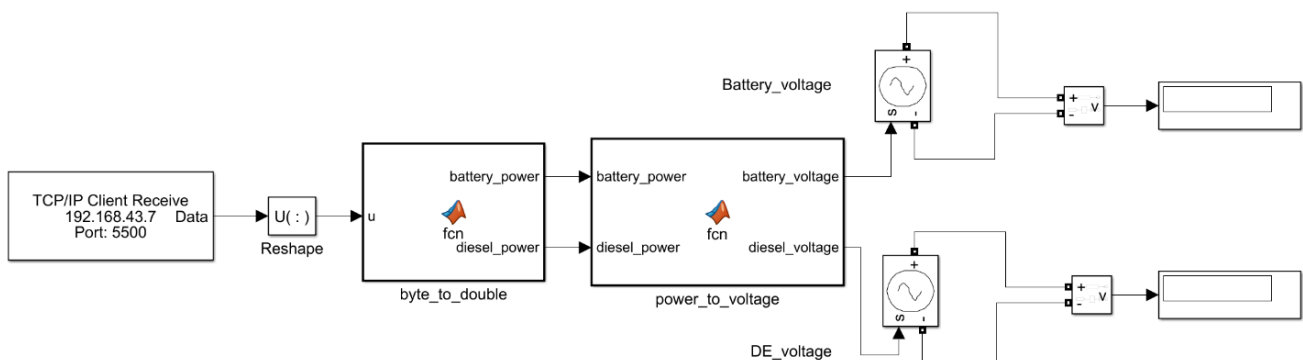 TCP/IP Client Receive
192.168.43.7 Data
Port: 5500
U( : )
Reshape
u
fcn
battery_power
diesel_power
byte_to_double
battery_power
diesel_power
fcn
battery_voltage
diesel_voltage
power_to_voltage
Battery_voltage
+
s
-
+
-
v
DE_voltage
+
s
-
+
-
v